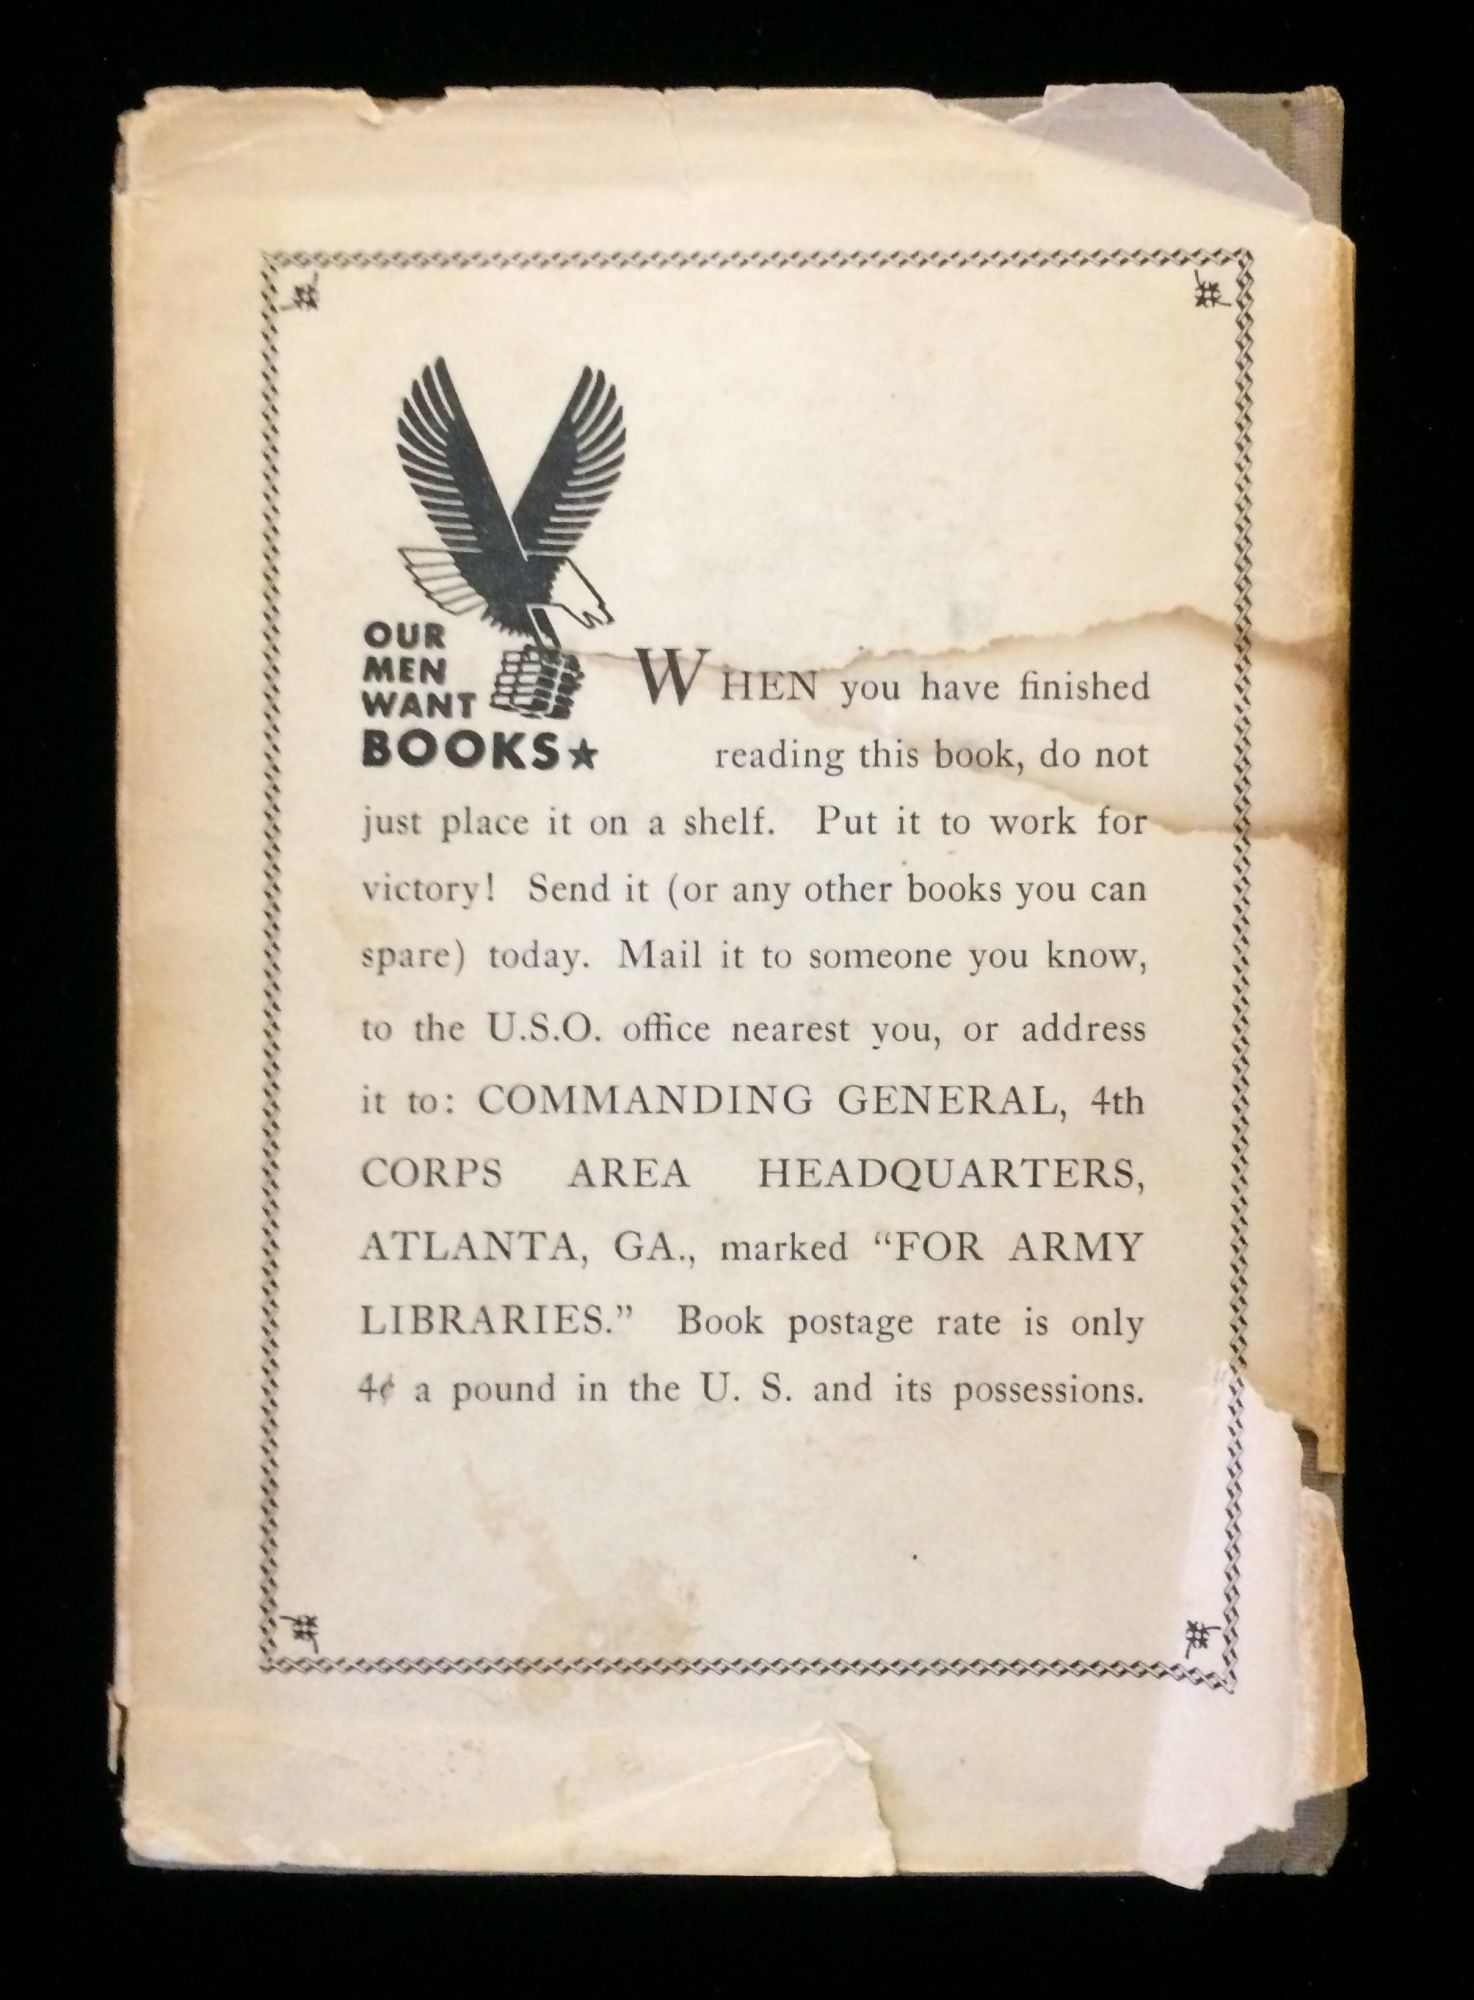 OUR
MEN
WANT
BOOKS★
WHEN you have finished
reading this book, do not
just place it on a shelf. Put it to work for
victory! Send it (or any other books you can
spare) today. Mail it to someone you know,
to the U.S.O. office nearest you, or address
it to: COMMANDING GENERAL, 4th
CORPS AREA HEADQUARTERS,
ATLANTA, GA., marked “FOR ARMY
LIBRARIES.” Book postage rate is only
4¢ a pound in the U. S. and its possessions.